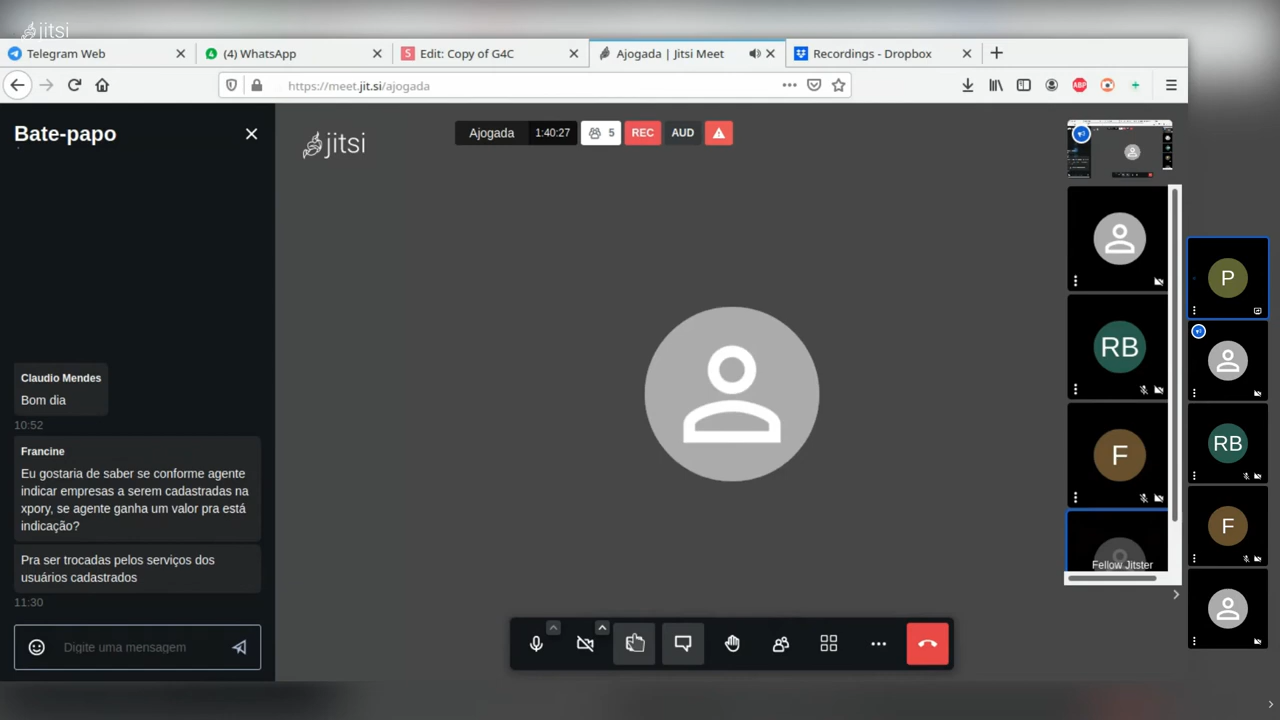 jitsi
Telegram Web
(4) WhatsApp
Edit: Copy of G4C
Ajogada | Jitsi Meet
Recordings - Dropbox
https://meet.jit.si/ajogada
ABP
Bate-papo
jitsi
Ajogada 1:40:27 5 REC AUD
Claudio Mendes
Bom dia
10:52
Francine
Eu gostaria de saber se conforme agente
indicar empresas a serem cadastradas na
xpory, se agente ganha um valor pra está
indicação?
Pra ser trocadas pelos serviços dos
usuários cadastrados
11:30
Digite uma mensagem
RB
F
Fellow Jitster
P
RB
F